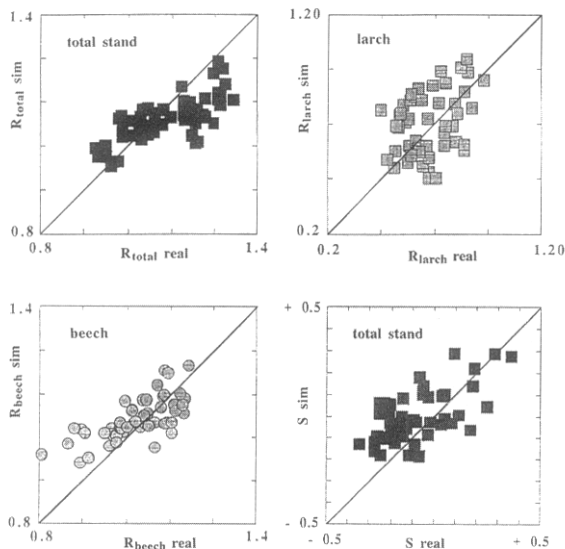 1.4
total stand
Rtotal sim
0.8
0.8
Rtotal real
1.4
1.20
larch
Rlarch sim
0.2
0.2
Rlarch real
1.20
1.4
beech
Rbeech sim
0.8
0.8
Rbeech real
1.4
+ 0.5
total stand
S sim
- 0.5
- 0.5
S real
+ 0.5